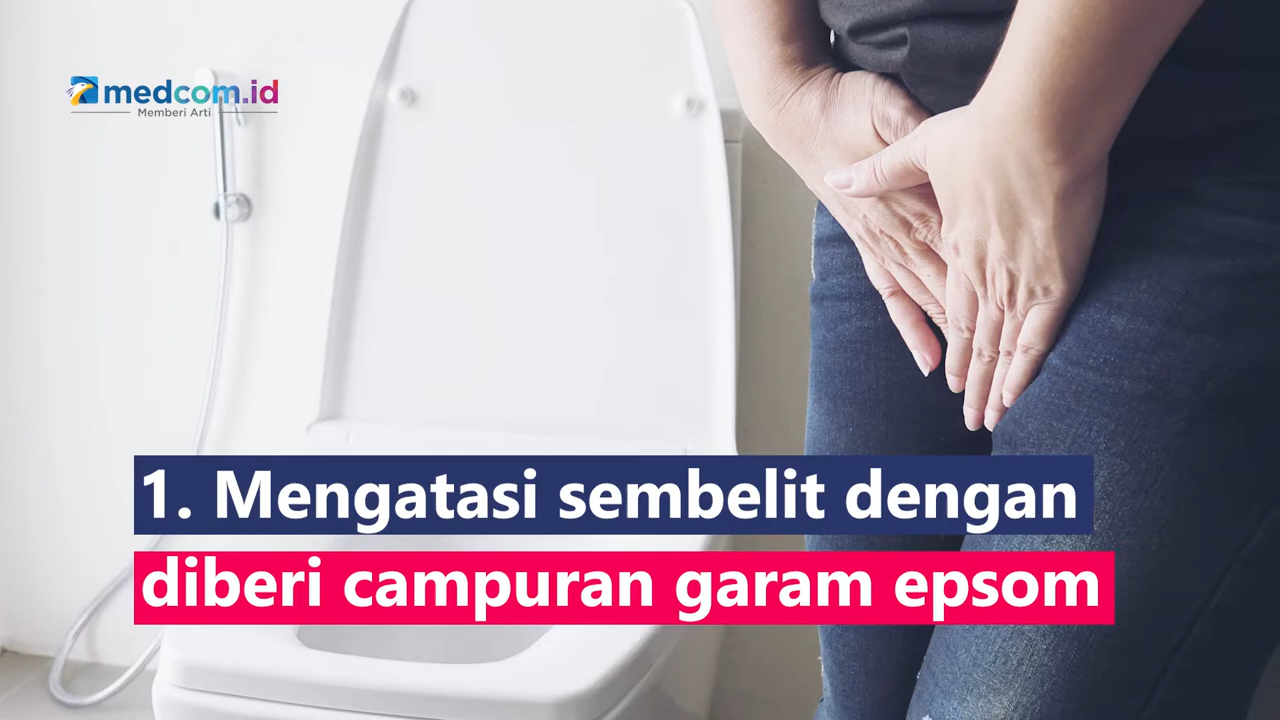 medcom.id
Memberi Arti
1. Mengatasi sembelit dengan
diberi campuran garam epsom